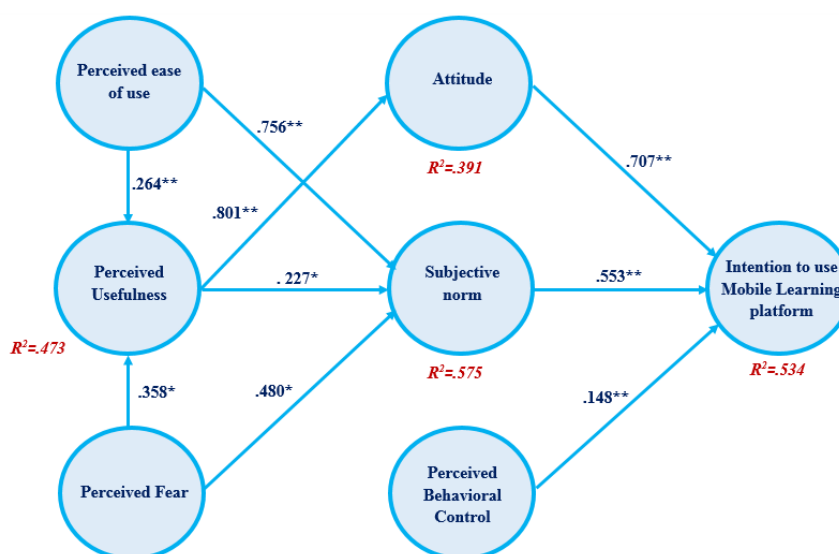 Perceived ease
of use
Attitude
.756**
.707**
R²=.391
.264**
.801**
Perceived
Usefulness
. 227*
Subjective
norm
.553**
Intention to use
Mobile Learning
platform
R²=.473
R²=.575
R²=.534
.358*
.480*
.148**
Perceived Fear
Perceived
Behavioral
Control